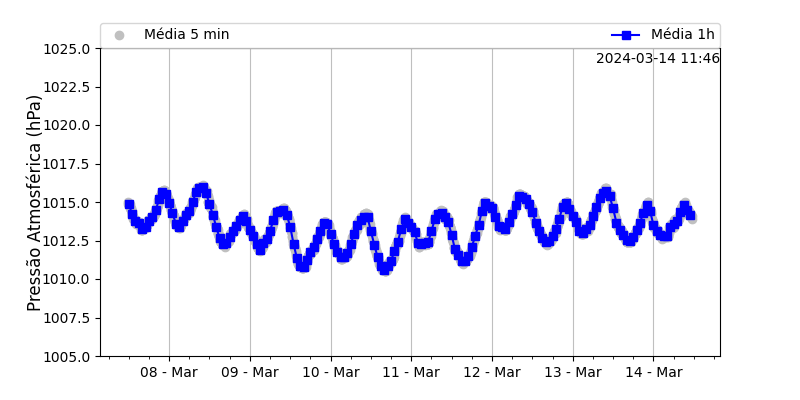 Média 5 min
Média 1h
2024-03-14 11:46
Pressão Atmosférica (hPa)
1025.0
1022.5
1020.0
1017.5
1015.0
1012.5
1010.0
1007.5
1005.0
08 - Mar
09 - Mar
10 - Mar
11 - Mar
12 - Mar
13 - Mar
14 - Mar